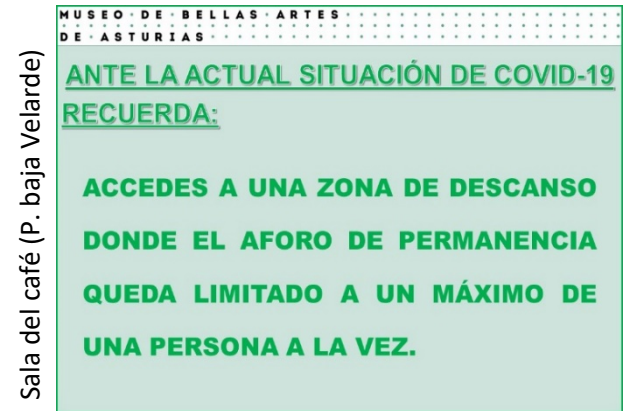 MUSEO DE BELLAS ARTES
DE ASTURIAS
ANTE LA ACTUAL SITUACIÓN DE COVID-19
RECUERDA:
ACCEDES A UNA ZONA DE DESCANSO
DONDE EL AFORO DE PERMANENCIA
QUEDA LIMITADO A UN MÁXIMO DE
UNA PERSONA A LA VEZ.
Sala del café (P. baja Velarde)